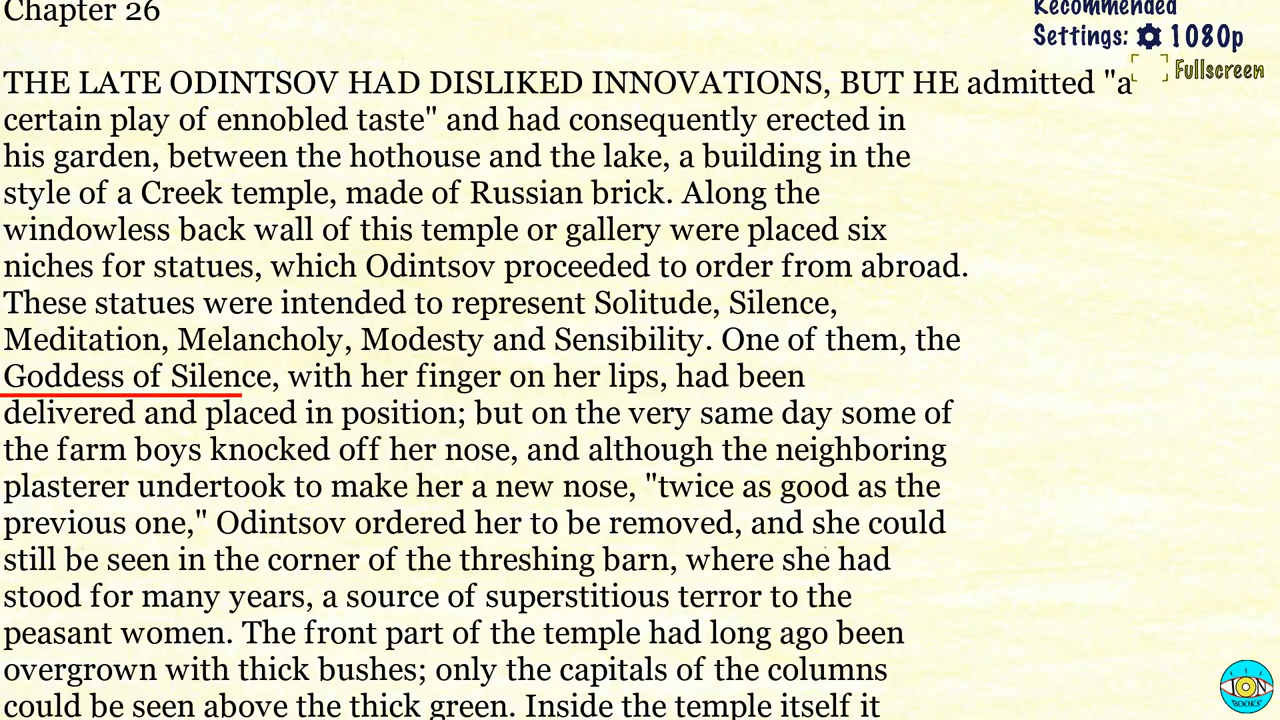 Chapter 26
Recommended
Settings: 1080p
Fullscreen
THE LATE ODINTSOV HAD DISLIKED INNOVATIONS, BUT HE admitted "a
certain play of ennobled taste" and had consequently erected in
his garden, between the hothouse and the lake, a building in the
style of a Creek temple, made of Russian brick. Along the
windowless back wall of this temple or gallery were placed six
niches for statues, which Odintsov proceeded to order from abroad.
These statues were intended to represent Solitude, Silence,
Meditation, Melancholy, Modesty and Sensibility. One of them, the
Goddess of Silence, with her finger on her lips, had been
delivered and placed in position; but on the very same day some of
the farm boys knocked off her nose, and although the neighboring
plasterer undertook to make her a new nose, "twice as good as the
previous one," Odintsov ordered her to be removed, and she could
still be seen in the corner of the threshing barn, where she had
stood for many years, a source of superstitious terror to the
peasant women. The front part of the temple had long ago been
overgrown with thick bushes; only the capitals of the columns
could be seen above the thick green. Inside the temple itself it
ION
BOOKS